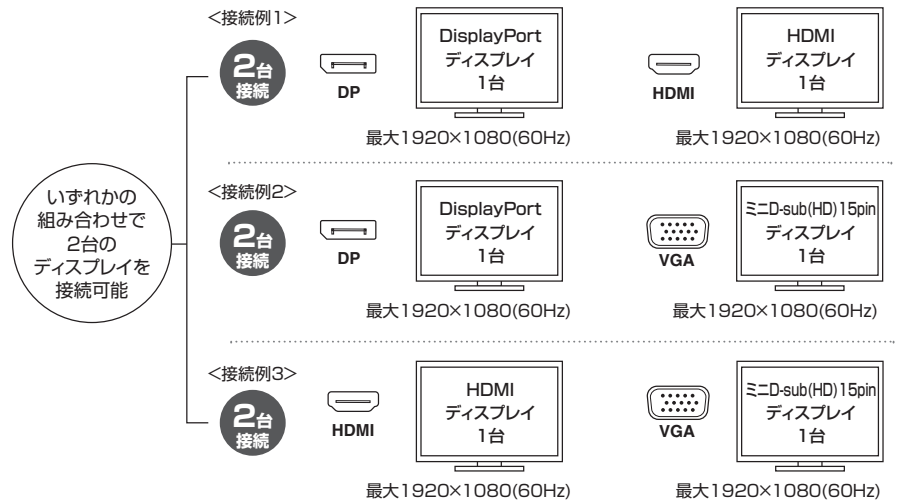 いずれかの
組み合わせで
2台の
ディスプレイを
接続可能
<接続例1>
2台
接続
DP
DisplayPort
ディスプレイ
1台
最大1920×1080(60Hz)
HDMI
HDMI
ディスプレイ
1台
最大1920×1080(60Hz)
<接続例2>
2台
接続
DP
DisplayPort
ディスプレイ
1台
最大1920×1080(60Hz)
VGA
ミニD-sub(HD)15pin
ディスプレイ
1台
最大1920×1080(60Hz)
<接続例3>
2台
接続
HDMI
HDMI
ディスプレイ
1台
最大1920×1080(60Hz)
VGA
ミニD-sub(HD)15pin
ディスプレイ
1台
最大1920×1080(60Hz)